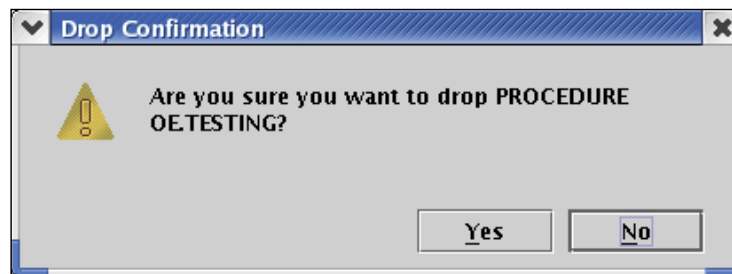 Drop Confirmation
Are you sure you want to drop PROCEDURE
OE.TESTING?
Yes
No